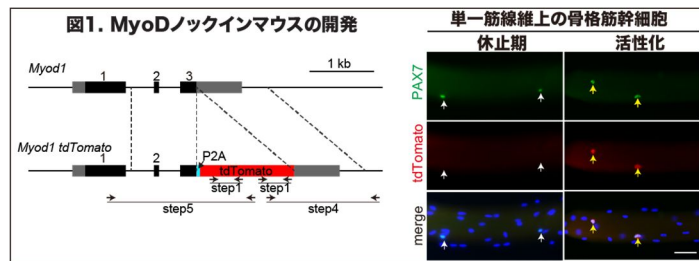 図1. MyoDノックインマウスの開発
Myod1
1 kb
1
2
3
Myod1 tdTomato
1
2
P2A
tdTomato
step1
step1
step5
step4
単一筋線維上の骨格筋幹細胞
休止期
活性化
PAX7
tdTomato
merge